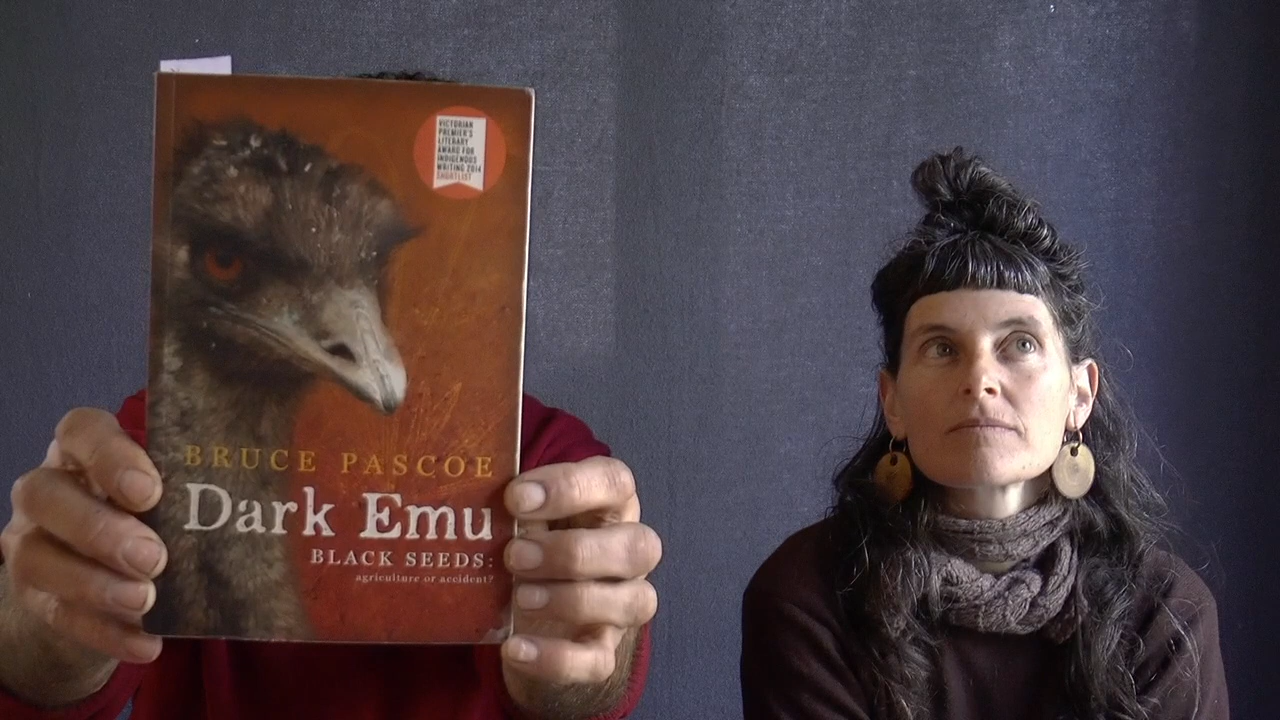 VICTORIAN
PREMIER'S
LITERARY
AWARD FOR
INDIGENOUS
WRITING 2014
SHORTLIST
BRUCE PASCOE
Dark Emu
BLACK SEEDS:
agriculture or accident?